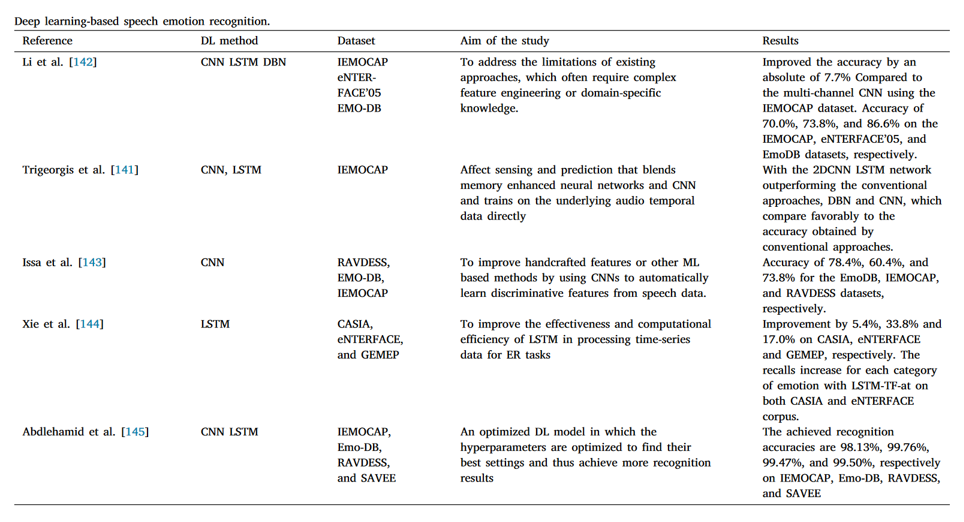 Deep learning-based speech emotion recognition.
Reference DL method Dataset Aim of the study Results
Li et al. [142] CNN LSTM DBN IEMOCAP To address the limitations of existing Improved the accuracy by an
eNTER- approaches, which often require complex absolute of 7.7% Compared to
FACE'05 feature engineering or domain-specific the multi-channel CNN using the
EMO-DB knowledge. IEMOCAP dataset. Accuracy of
70.0%, 73.8%, and 86.6% on the
IEMOCAP, eNTERFACE'05, and
EmoDB datasets, respectively.
Trigeorgis et al. [141] CNN, LSTM IEMOCAP Affect sensing and prediction that blends With the 2DCNN LSTM network
memory enhanced neural networks and CNN outperforming the conventional
and trains on the underlying audio temporal approaches, DBN and CNN, which
data directly compare favorably to the
accuracy obtained by
conventional approaches.
Issa et al. [143] CNN RAVDESS, To improve handcrafted features or other ML Accuracy of 78.4%, 60.4%, and
EMO-DB, based methods by using CNNs to automatically 73.8% for the EmoDB, IEMOCAP,
IEMOCAP learn discriminative features from speech data. and RAVDESS datasets,
respectively.
Xie et al. [144] LSTM CASIA, To improve the effectiveness and computational Improvement by 5.4%, 33.8% and
eNTERFACE, efficiency of LSTM in processing time-series 17.0% on CASIA, eNTERFACE
and GEMEP data for ER tasks and GEMEP, respectively. The
recalls increase for each category
of emotion with LSTM-TF-at on
both CASIA and eNTERFACE
corpus.
Abdlehamid et al. [145] CNN LSTM IEMOCAP, An optimized DL model in which the The achieved recognition
Emo-DB, hyperparameters are optimized to find their accuracies are 98.13%, 99.76%,
RAVDESS, best settings and thus achieve more recognition 99.47%, and 99.50%, respectively
and SAVEE results on IEMOCAP, Emo-DB, RAVDESS,
and SAVEE